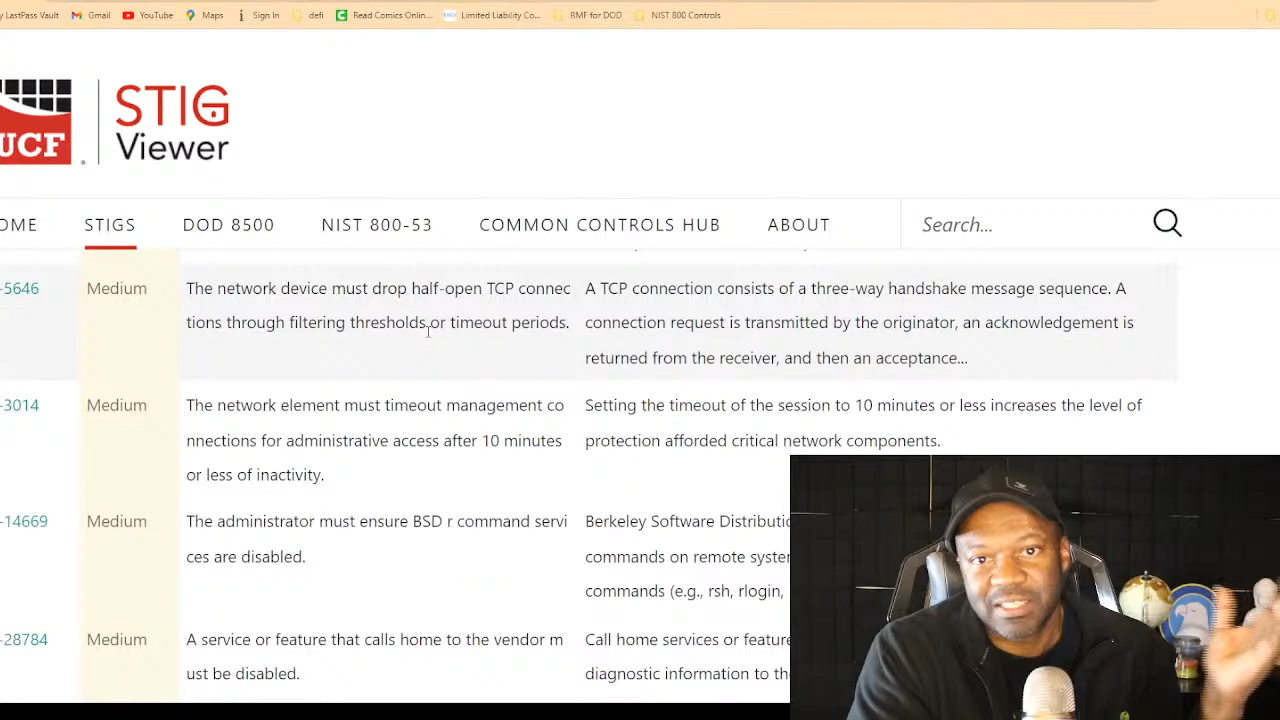 LastPass Vault Gmail YouTube Maps Sign In defi Read Comics Onlin... Limited Liability Co... RMF for DOD NIST 800 Controls
UCF
STIG
Viewer
OME STIGS DOD 8500 NIST 800-53 COMMON CONTROLS HUB ABOUT Search...
-5646 Medium The network device must drop half-open TCP connec A TCP connection consists of a three-way handshake message sequence. A
tions through filtering thresholds or timeout periods. connection request is transmitted by the originator, an acknowledgement is
returned from the receiver, and then an acceptance...
-3014 Medium The network element must timeout management co Setting the timeout of the session to 10 minutes or less increases the level of
nnections for administrative access after 10 minutes protection afforded critical network components.
or less of inactivity.
-14669 Medium The administrator must ensure BSD r command servi Berkeley Software Distributi
ces are disabled. commands on remote system
commands (e.g., rsh, rlogin,
-28784 Medium A service or feature that calls home to the vendor m Call home services or feature
ust be disabled. diagnostic information to the